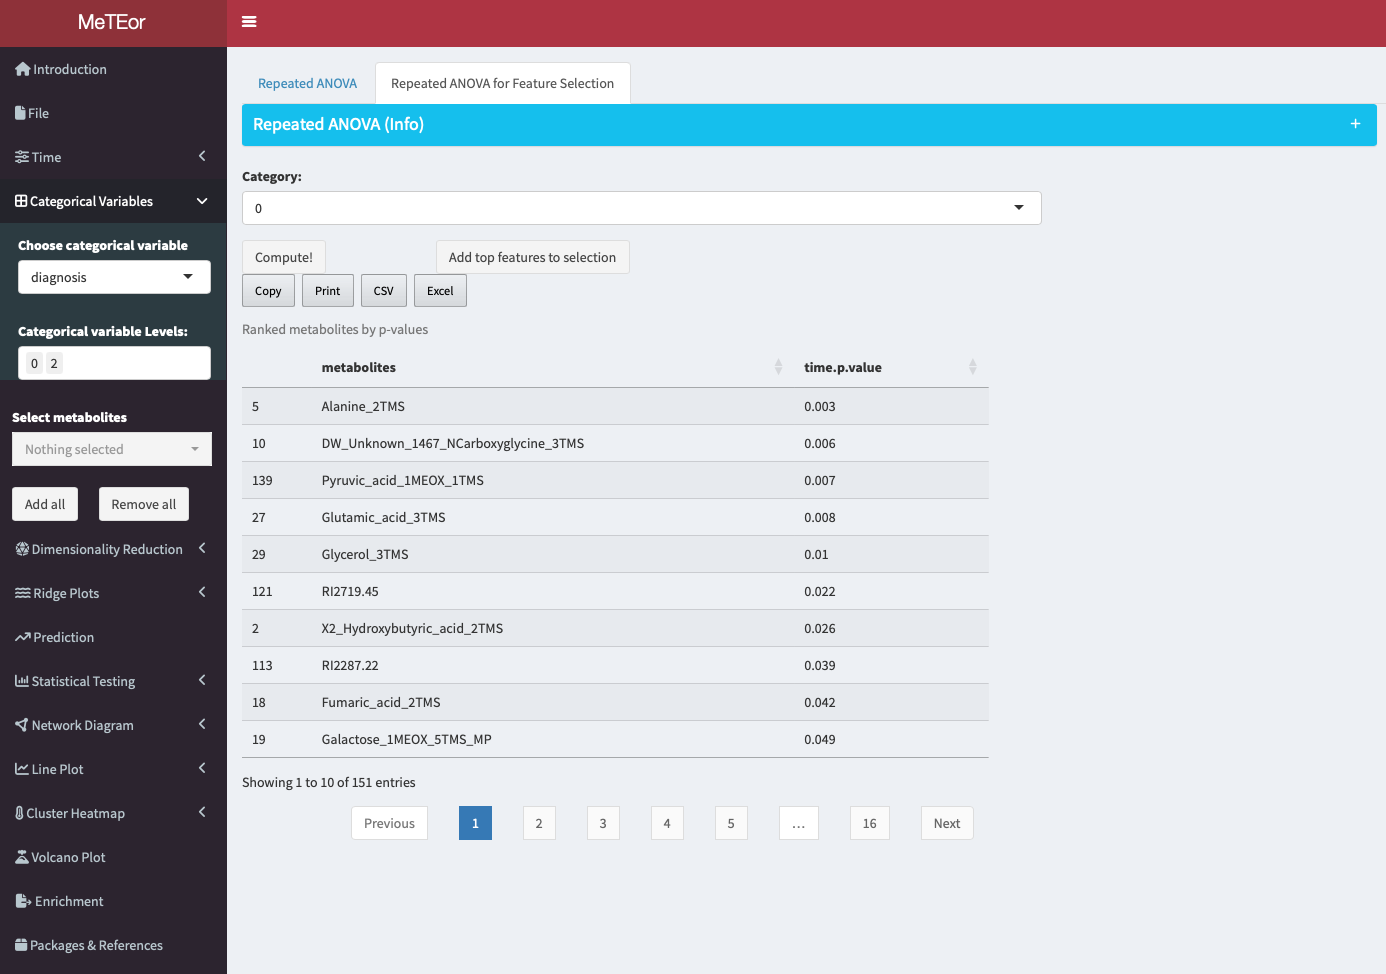 MeTEor
Introduction
File
Time
Categorical Variables
Choose categorical variable
diagnosis
Categorical variable Levels:
0 2
Select metabolites
Nothing selected
Add all Remove all
Dimensionality Reduction
Ridge Plots
Prediction
Statistical Testing
Network Diagram
Line Plot
Cluster Heatmap
Volcano Plot
Enrichment
Packages & References
Repeated ANOVA Repeated ANOVA for Feature Selection
Repeated ANOVA (Info) +
Category:
0
Compute! Add top features to selection
Copy Print CSV Excel
Ranked metabolites by p-values
metabolites time.p.value
5 Alanine_2TMS 0.003
10 DW_Unknown_1467_NCarboxyglycine_3TMS 0.006
139 Pyruvic_acid_1MEOX_1TMS 0.007
27 Glutamic_acid_3TMS 0.008
29 Glycerol_3TMS 0.01
121 RI2719.45 0.022
2 X2_Hydroxybutyric_acid_2TMS 0.026
113 RI2287.22 0.039
18 Fumaric_acid_2TMS 0.042
19 Galactose_1MEOX_5TMS_MP 0.049
Showing 1 to 10 of 151 entries
Previous 1 2 3 4 5 … 16 Next